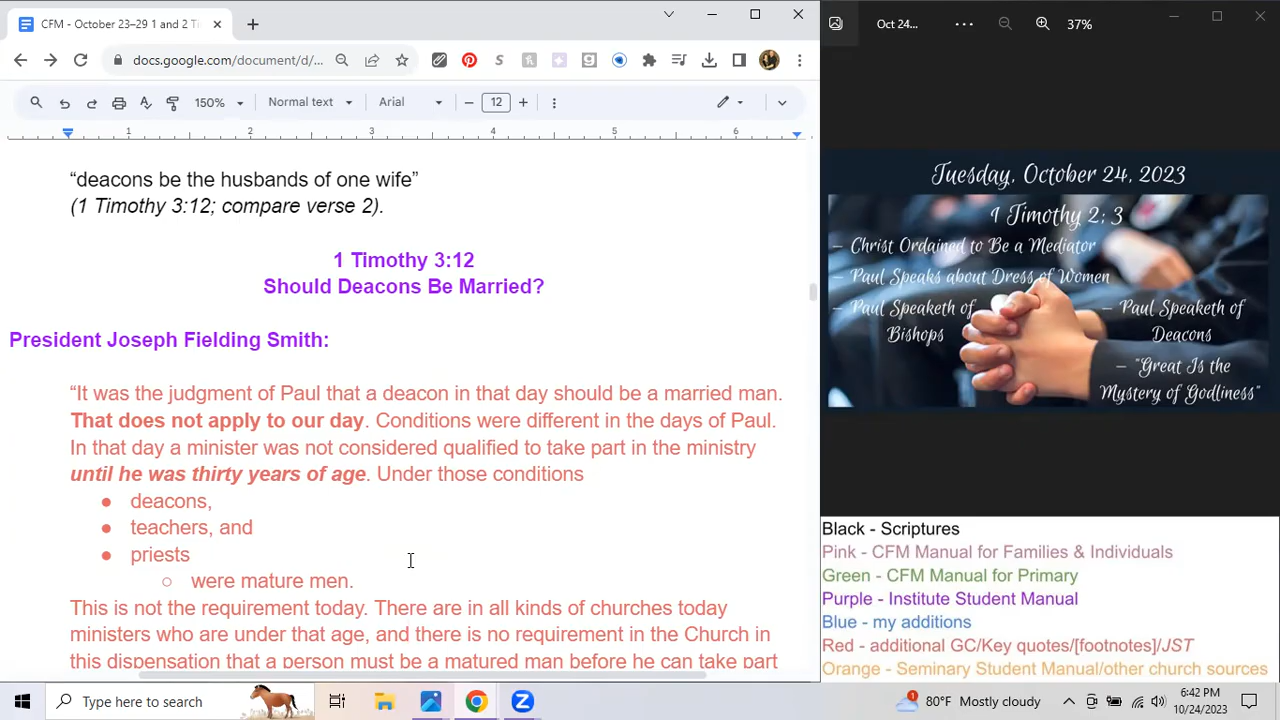 CFM - October 23–29 1 and 2 Ti
docs.google.com/document/d/...
150%
Normal text
Arial
12
1 2 3 4 5 6
“deacons be the husbands of one wife”
(1 Timothy 3:12; compare verse 2).
1 Timothy 3:12
Should Deacons Be Married?
President Joseph Fielding Smith:
“It was the judgment of Paul that a deacon in that day should be a married man.
That does not apply to our day. Conditions were different in the days of Paul.
In that day a minister was not considered qualified to take part in the ministry
until he was thirty years of age. Under those conditions
● deacons,
● teachers, and
● priests
○ were mature men.
This is not the requirement today. There are in all kinds of churches today
ministers who are under that age, and there is no requirement in the Church in
this dispensation that a person must be a matured man before he can take part
Oct 24...
37%
Tuesday, October 24, 2023
1 Timothy 2; 3
– Christ Ordained to Be a Mediator
– Paul Speaks about Dress of Women
– Paul Speaketh of
Bishops
– Paul Speaketh of
Deacons
– "Great Is the
Mystery of Godliness"
Black - Scriptures
Pink - CFM Manual for Families & Individuals
Green - CFM Manual for Primary
Purple - Institute Student Manual
Blue - my additions
Red - additional GC/Key quotes/[footnotes]/JST
Orange - Seminary Student Manual/other church sources
Type here to search
1
80°F Mostly cloudy
6:42 PM
10/24/2023